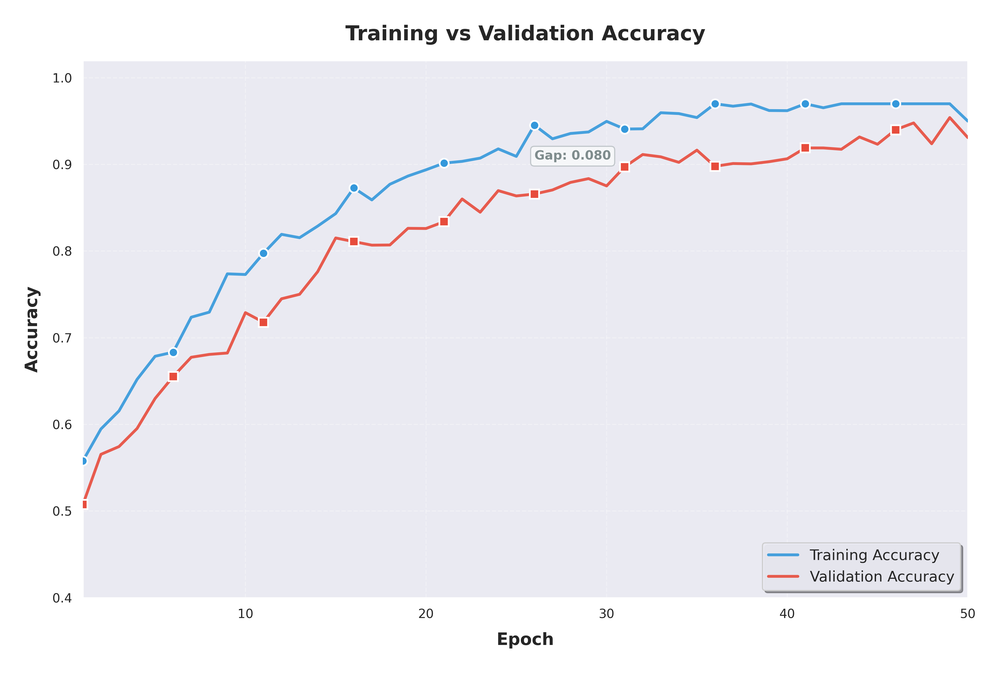 Training vs Validation Accuracy
Accuracy
1.0
0.9
0.8
0.7
0.6
0.5
0.4
Gap: 0.080
Training Accuracy
Validation Accuracy
10
20
30
40
50
Epoch